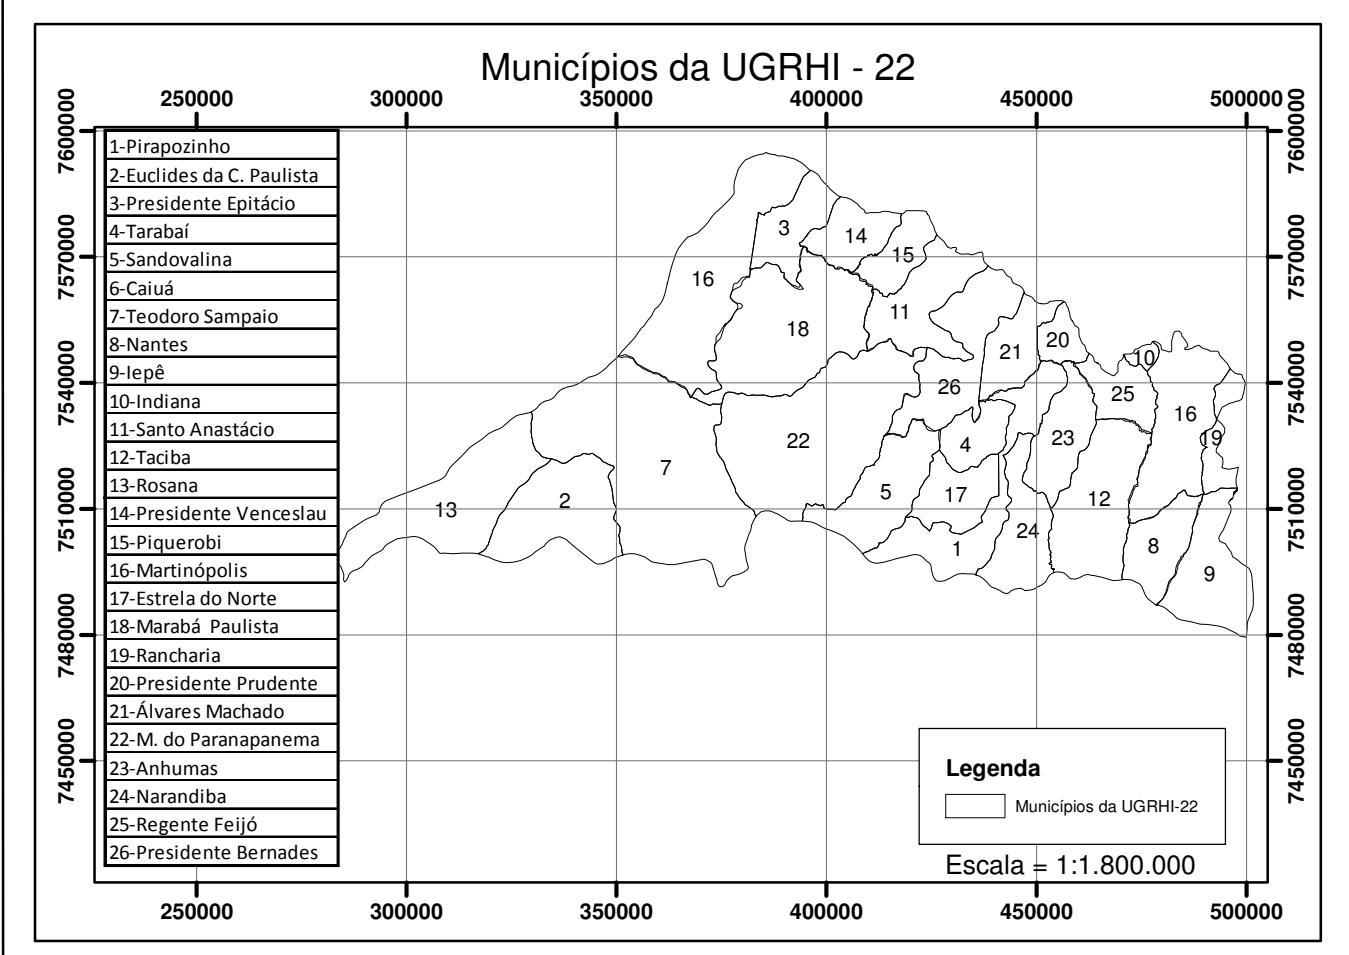 Municípios da UGRHI - 22
250000 300000 350000 400000 450000 500000
7600000 7600000
7570000 7570000
7540000 7540000
7510000 7510000
7480000 7480000
7450000 7450000
1-Pirapozinho
2-Euclides da C. Paulista
3-Presidente Epitácio
4-Tarabaí
5-Sandovalina
6-Caiuá
7-Teodoro Sampaio
8-Nantes
9-Iepê
10-Indiana
11-Santo Anastácio
12-Taciba
13-Rosana
14-Presidente Venceslau
15-Piquerobi
16-Martinópolis
17-Estrela do Norte
18-Marabá Paulista
19-Rancharia
20-Presidente Prudente
21-Álvares Machado
22-M. do Paranapanema
23-Anhumas
24-Narandiba
25-Regente Feijó
26-Presidente Bernades
3
14
15
16
11
18
20
21
10
26
25
16
22
4
23
19
7
5
17
12
2
13
24
1
8
9
Legenda
Municípios da UGRHI-22
Escala = 1:1.800.000
250000 300000 350000 400000 450000 500000